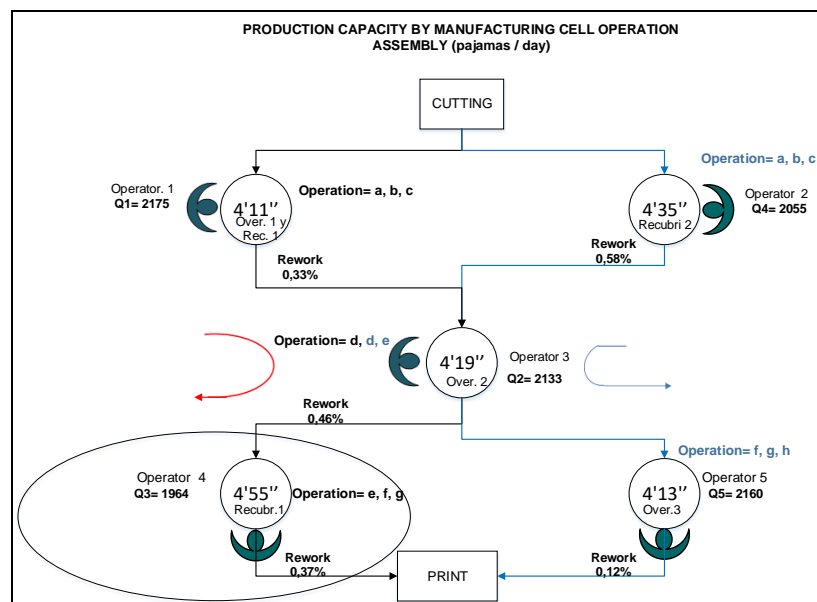 PRODUCTION CAPACITY BY MANUFACTURING CELL OPERATION
ASSEMBLY (pajamas / day)
CUTTING
Operation= a, b, c
Operator. 1
Q1= 2175
Operation= a, b, c
4'11’’
Over. 1 y
Rec. 1
4'35’’
Recubri 2
Operator 2
Q4= 2055
Rework
0,33%
Rework
0,58%
Operation= d, d, e
4'19’’
Over. 2
Operator 3
Q2= 2133
Rework
0,46%
Operation= f, g, h
Operator 4
Q3= 1964
4'55’’
Recubr.1
Operation= e, f, g
4'13’’
Over.3
Operator 5
Q5= 2160
Rework
0,37%
PRINT
Rework
0,12%